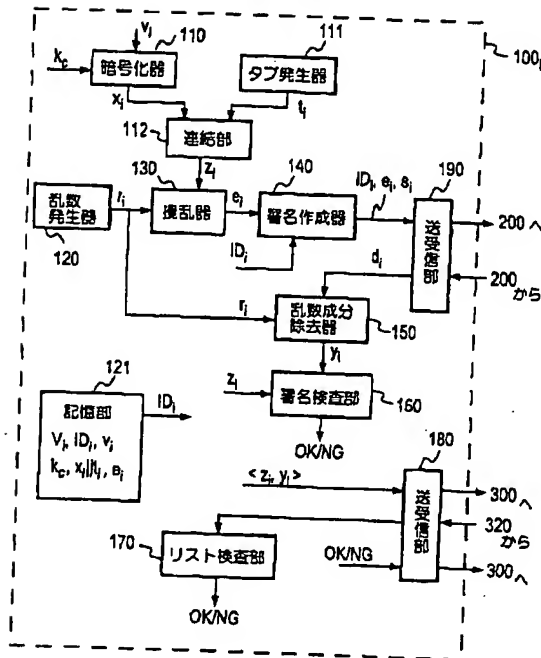 v_i 110 111
k_c 暗号化器 タブ発生器 100_i
x_i t_i
112 連結部
130 z_i 140 190
乱数発生器 r_i 撹乱器 e_i 署名作成器 ID_i, e_i, s_i 送受信部 200へ
120 ID_i d_i 200から
r_i 乱数成分除去器 150
121 y_i
記憶部 ID_i z_i 署名検査部 160
V_i, ID_i, v_i
k_c, x_i||t_i, s_i OK/NG
180
<z_i, y_i> 送受信部 300へ
320から
170 リスト検査部 OK/NG 300へ
OK/NG